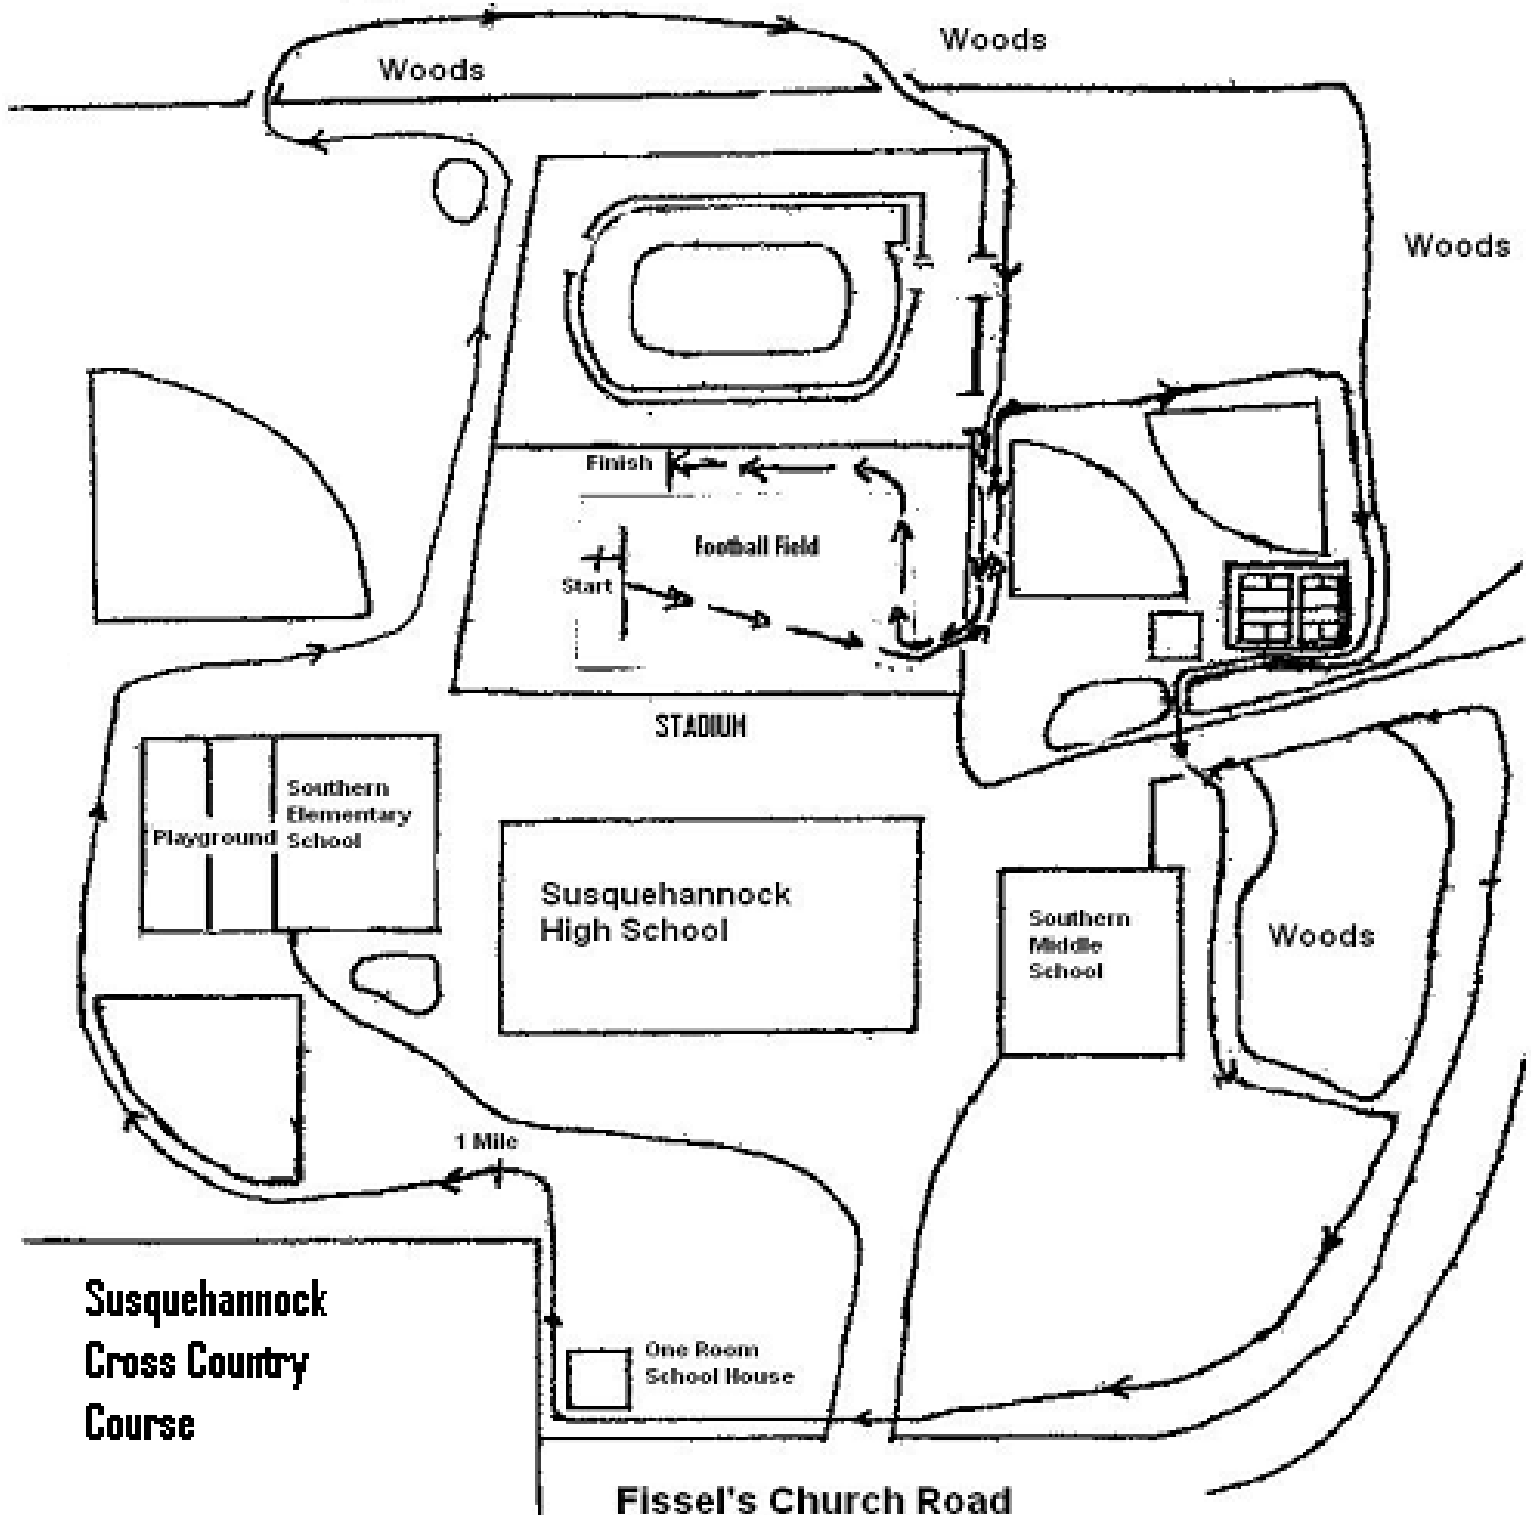 Woods
Woods
Woods
Finish
Football Field
Start
STADIUM
Southern
Elementary
School
Playground
Susquehannock
High School
Southern
Middle
School
Woods
1 Mile
One Room
School House
Susquehannock
Cross Country
Course
Fissel's Church Road